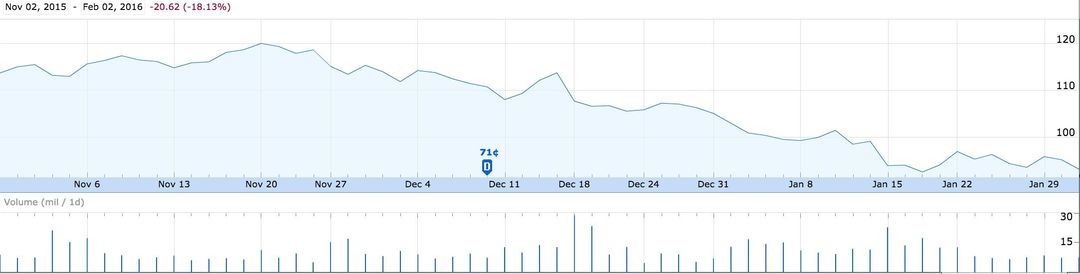 Nov 02, 2015 - Feb 02, 2016 -20.62 (-18.13%)
120
110
100
71¢
D
Nov 6 Nov 13 Nov 20 Nov 27 Dec 4 Dec 11 Dec 18 Dec 24 Dec 31 Jan 8 Jan 15 Jan 22 Jan 29
Volume (mil / 1d)
30
15